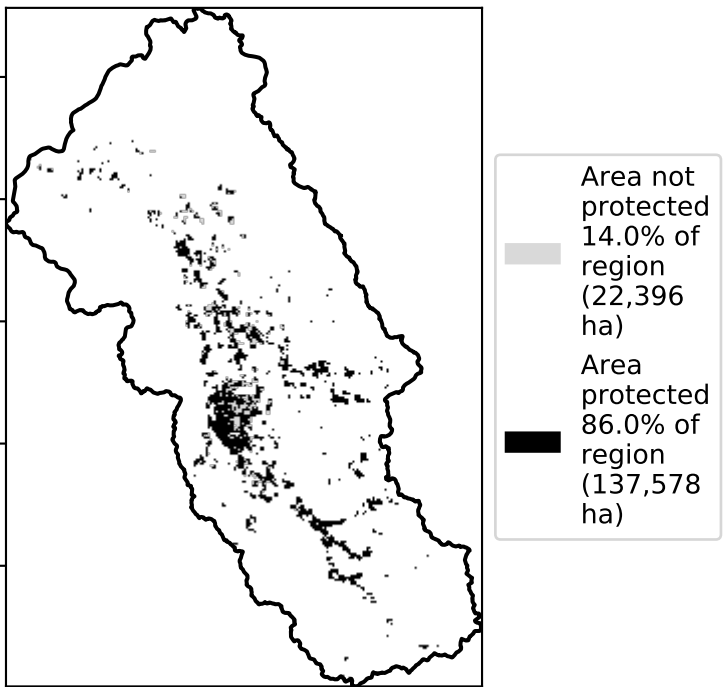 Area not
protected
14.0% of
region
(22,396
ha)
Area
protected
86.0% of
region
(137,578
ha)